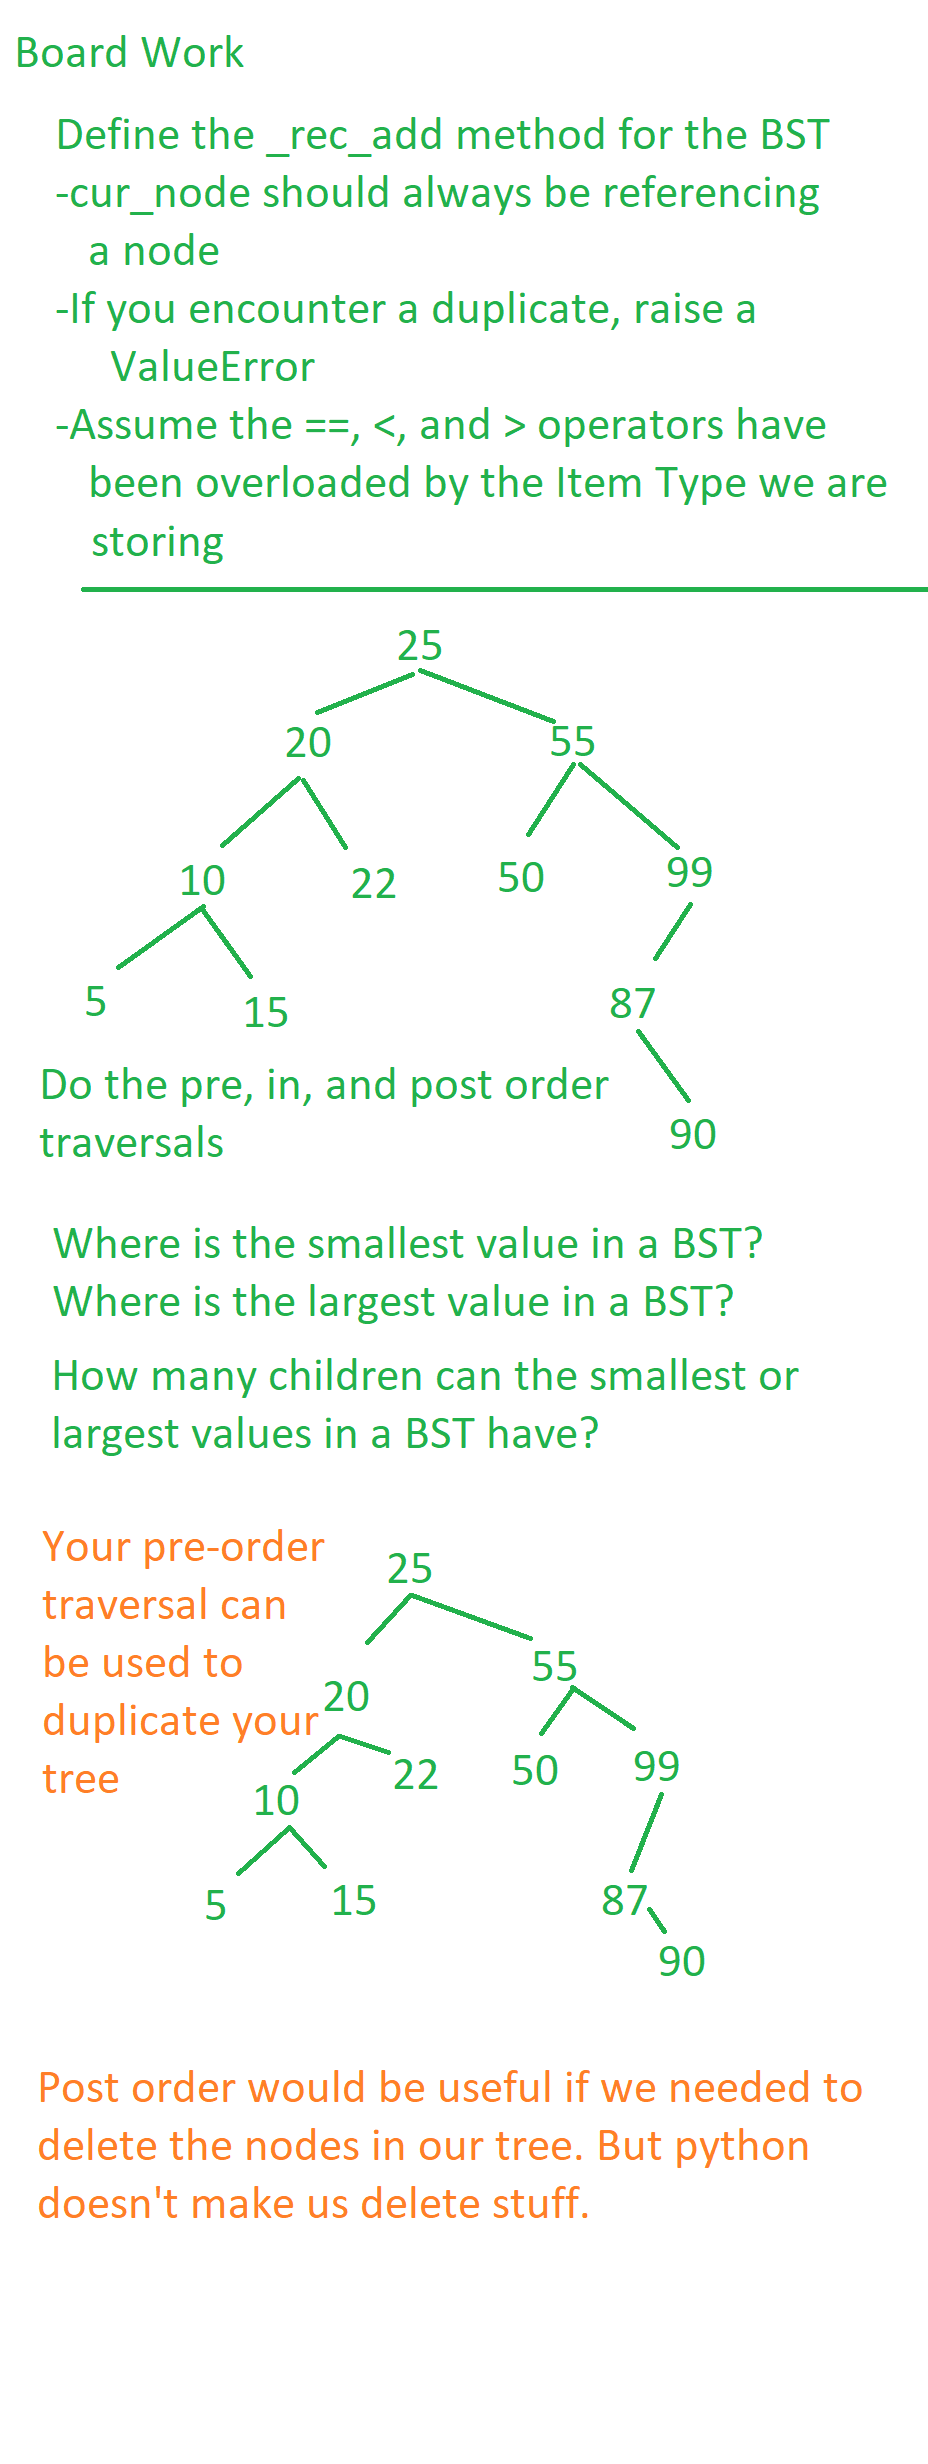 Board Work
Define the _rec_add method for the BST
-cur_node should always be referencing
a node
-If you encounter a duplicate, raise a
ValueError
-Assume the ==, <, and > operators have
been overloaded by the Item Type we are
storing
25
20 55
10 22 50 99
5 15 87
Do the pre, in, and post order
traversals
90
Where is the smallest value in a BST?
Where is the largest value in a BST?
How many children can the smallest or
largest values in a BST have?
Your pre-order
traversal can
be used to
duplicate your
tree
25
20 55
10 22 50 99
5 15 87
90
Post order would be useful if we needed to
delete the nodes in our tree. But python
doesn't make us delete stuff.